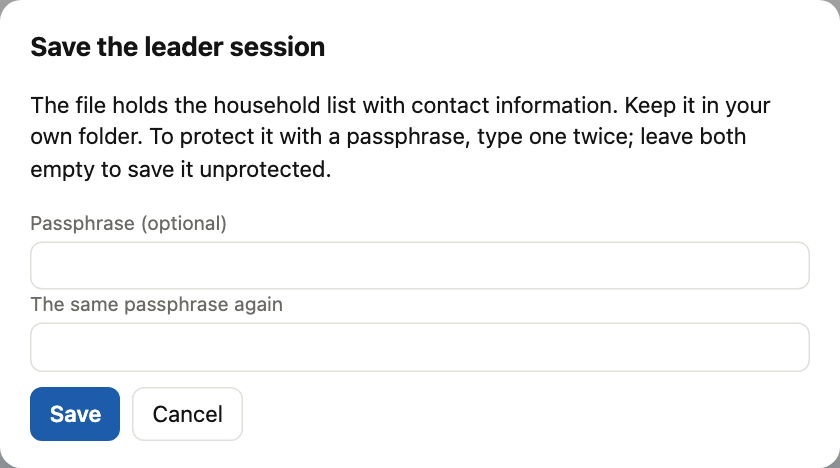 Save the leader session
The file holds the household list with contact information. Keep it in your
own folder. To protect it with a passphrase, type one twice; leave both
empty to save it unprotected.
Passphrase (optional)
The same passphrase again
Save
Cancel